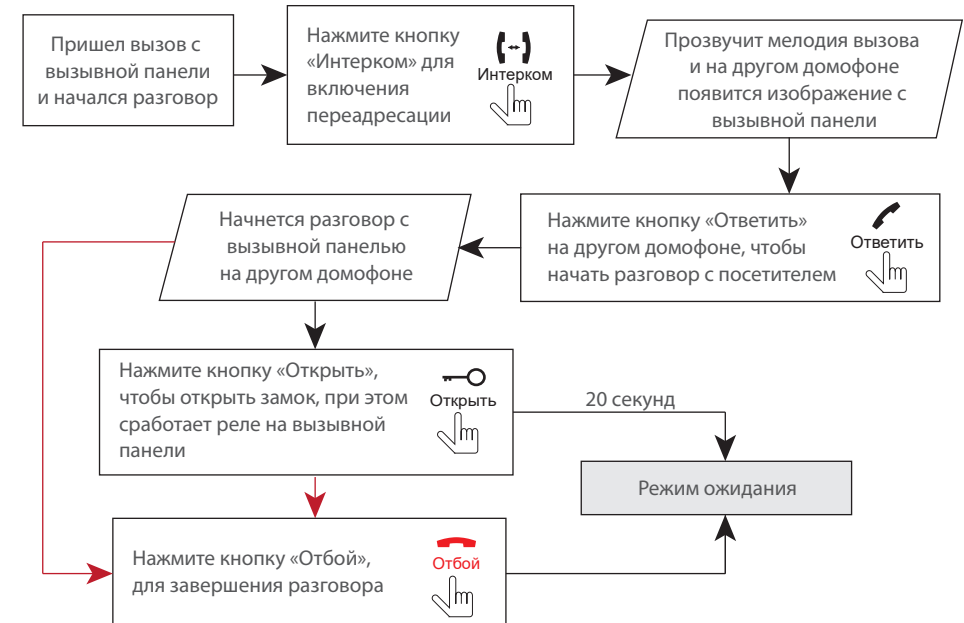 Пришел вызов с
вызывной панели
и начался разговор
Нажмите кнопку
«Интерком» для
включения
переадресации
Интерком
Прозвучит мелодия вызова
и на другом домофоне
появится изображение с
вызывной панели
Нажмите кнопку «Ответить»
на другом домофоне, чтобы
начать разговор с посетителем
Ответить
Начнется разговор с
вызывной панелью
на другом домофоне
Нажмите кнопку «Открыть»,
чтобы открыть замок, при этом
сработает реле на вызывной
панели
Открыть
20 секунд
Режим ожидания
Нажмите кнопку «Отбой»,
для завершения разговора
Отбой